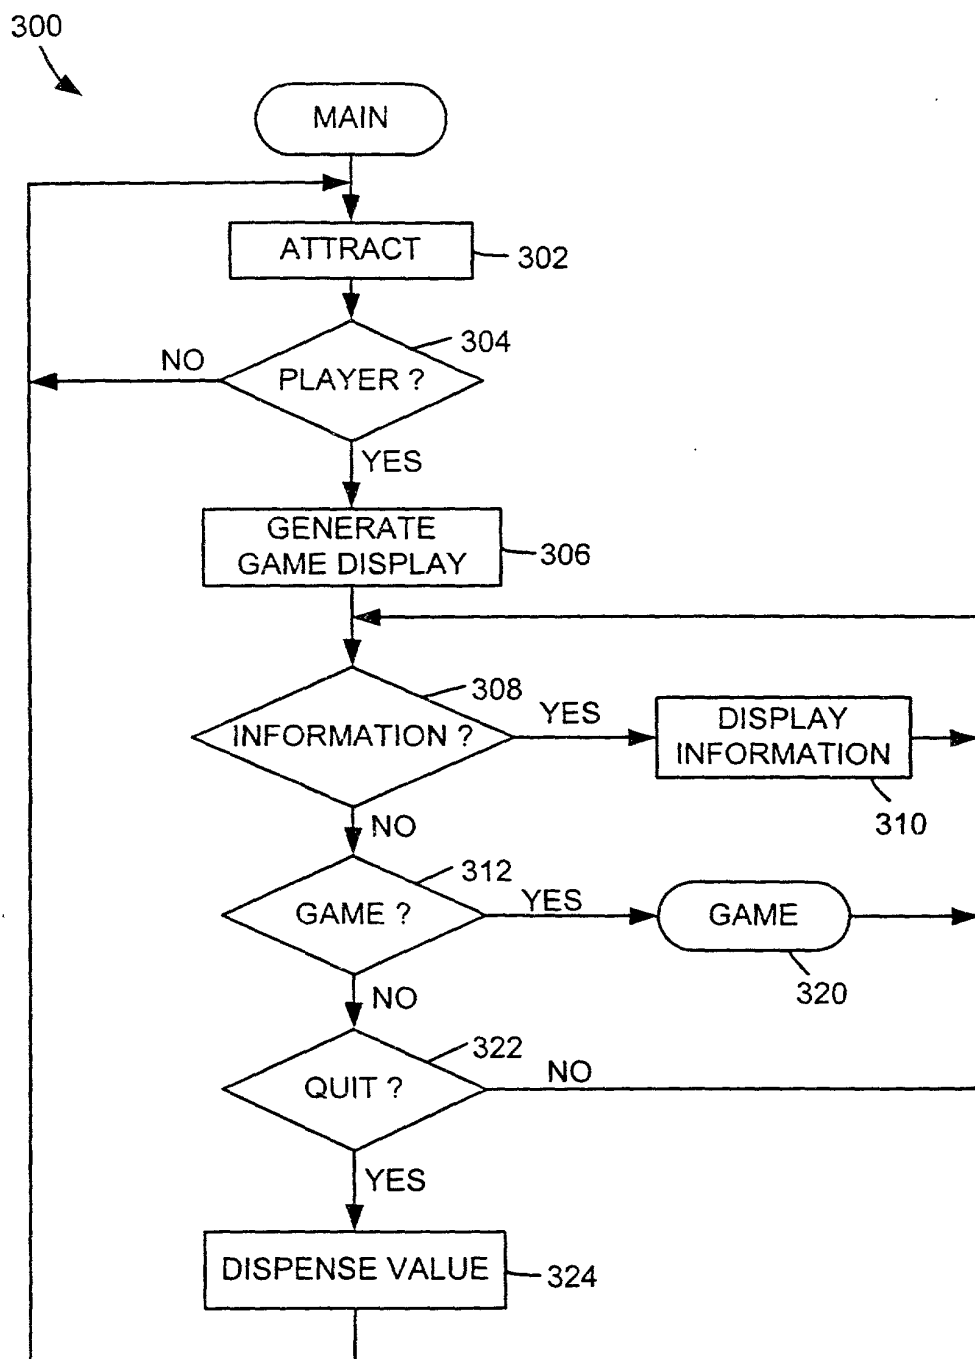 300
MAIN
ATTRACT
302
304
PLAYER ?
NO
YES
GENERATE
GAME DISPLAY
306
308
INFORMATION ?
YES
DISPLAY
INFORMATION
310
NO
312
GAME ?
YES
GAME
320
NO
322
QUIT ?
NO
YES
DISPENSE VALUE
324